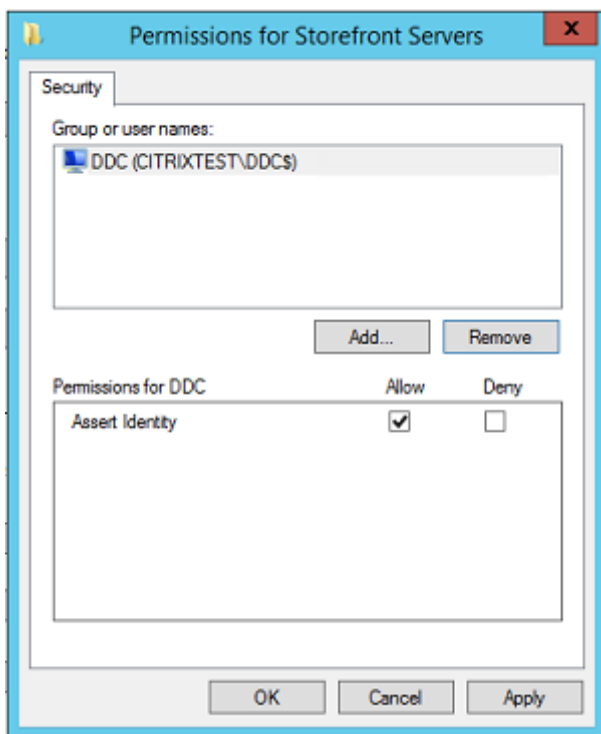 Permissions for Storefront Servers
x
Security
Group or user names:
DDC (CITRIXTEST\DDC$)
Add... Remove
Permissions for DDC Allow Deny
Assert Identity
OK Cancel Apply